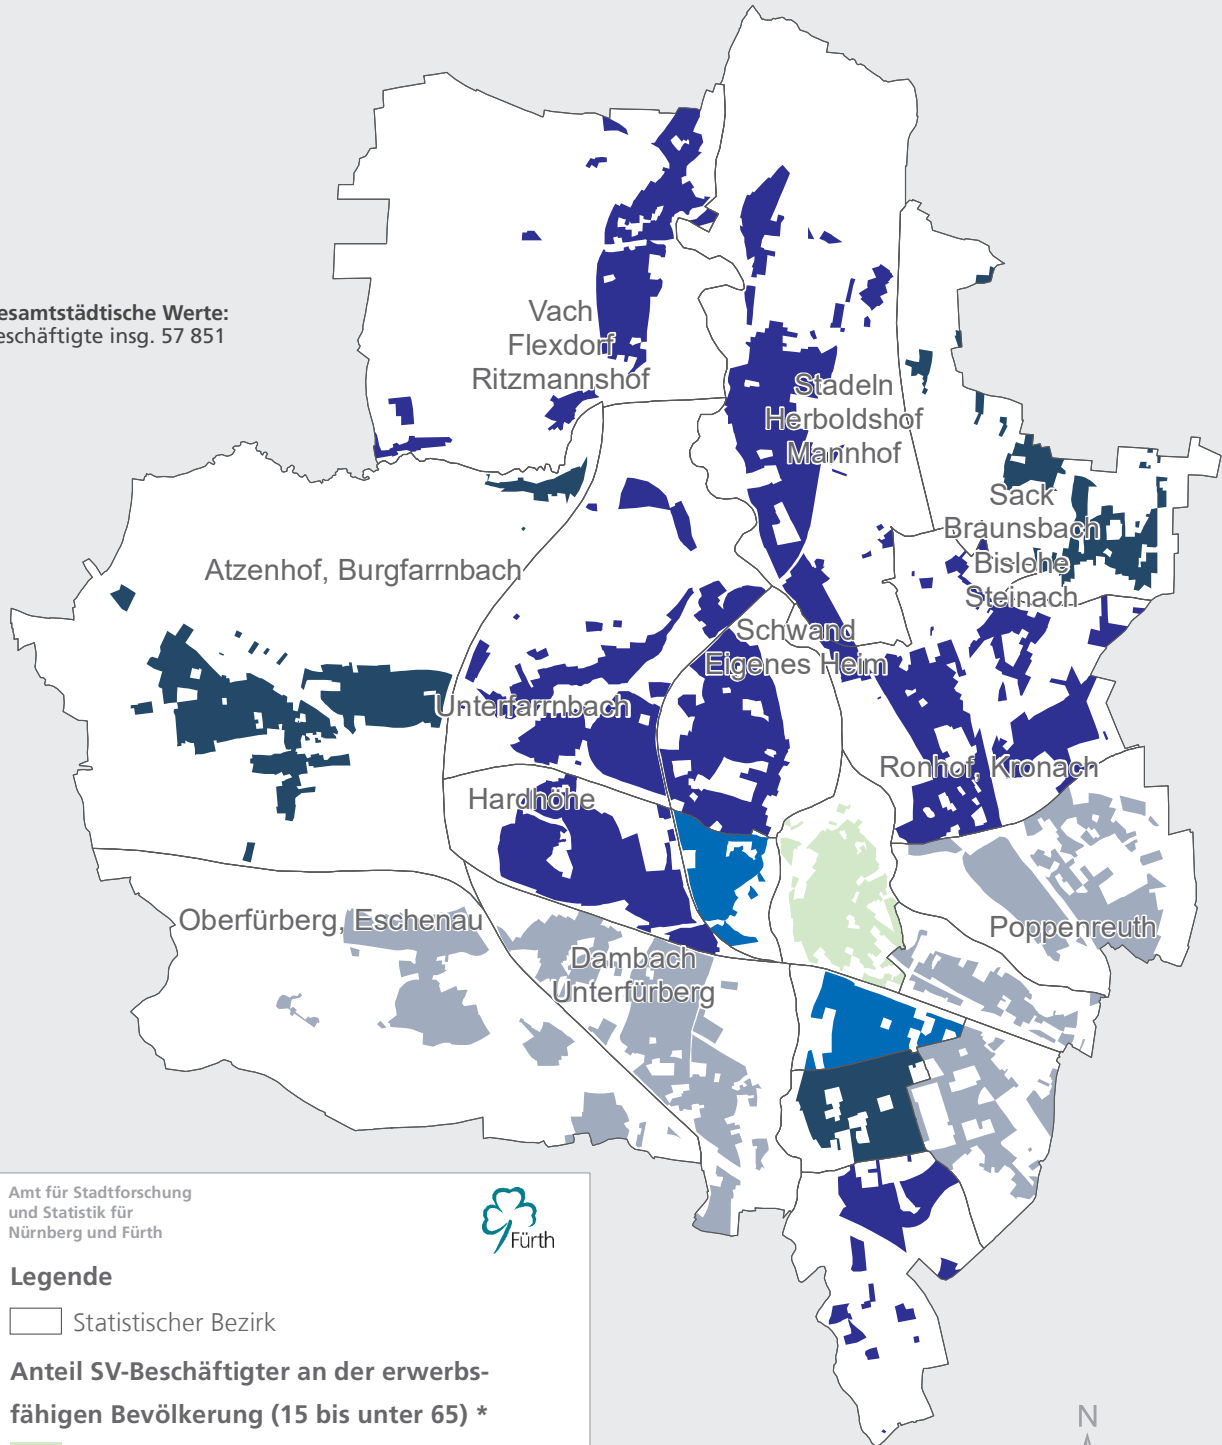 esamtstädtische Werte:
eschäftigte insg. 57 851
Vach
Flexdorf
Ritzmannshof
Stadeln
Herboldshof
Mannhof
Sack
Braunsbach
Bislohe
Steinach
Atzenhof, Burgfarrnbach
Schwand
Eigenes Heim
Unterfarrnbach
Ronhof, Kronach
Hardhöhe
Oberfürberg, Eschenau
Poppenreuth
Dambach
Unterfürberg
Amt für Stadtforschung
und Statistik für
Nürnberg und Fürth
Fürth
Legende
Statistischer Bezirk
Anteil SV-Beschäftigter an der erwerbs-
fähigen Bevölkerung (15 bis unter 65) *
N